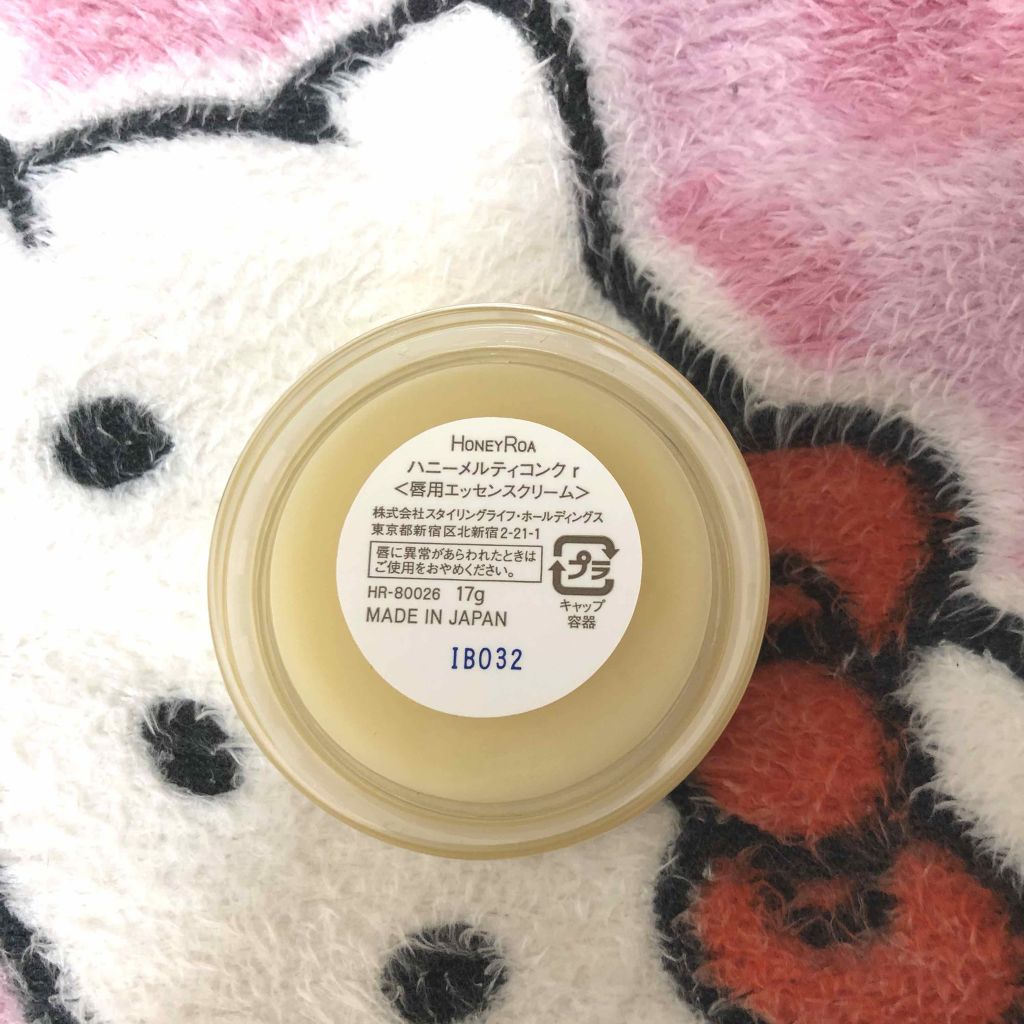 HONEYROA
ハニーメルティコンク r
<唇用エッセンスクリーム>
株式会社スタイリングライフ・ホールディングス
東京都新宿区北新宿2-21-1
唇に異常があらわれたときは
ご使用をおやめください。
プラ
キャップ
容器
HR-80026 17g
MADE IN JAPAN
IB032